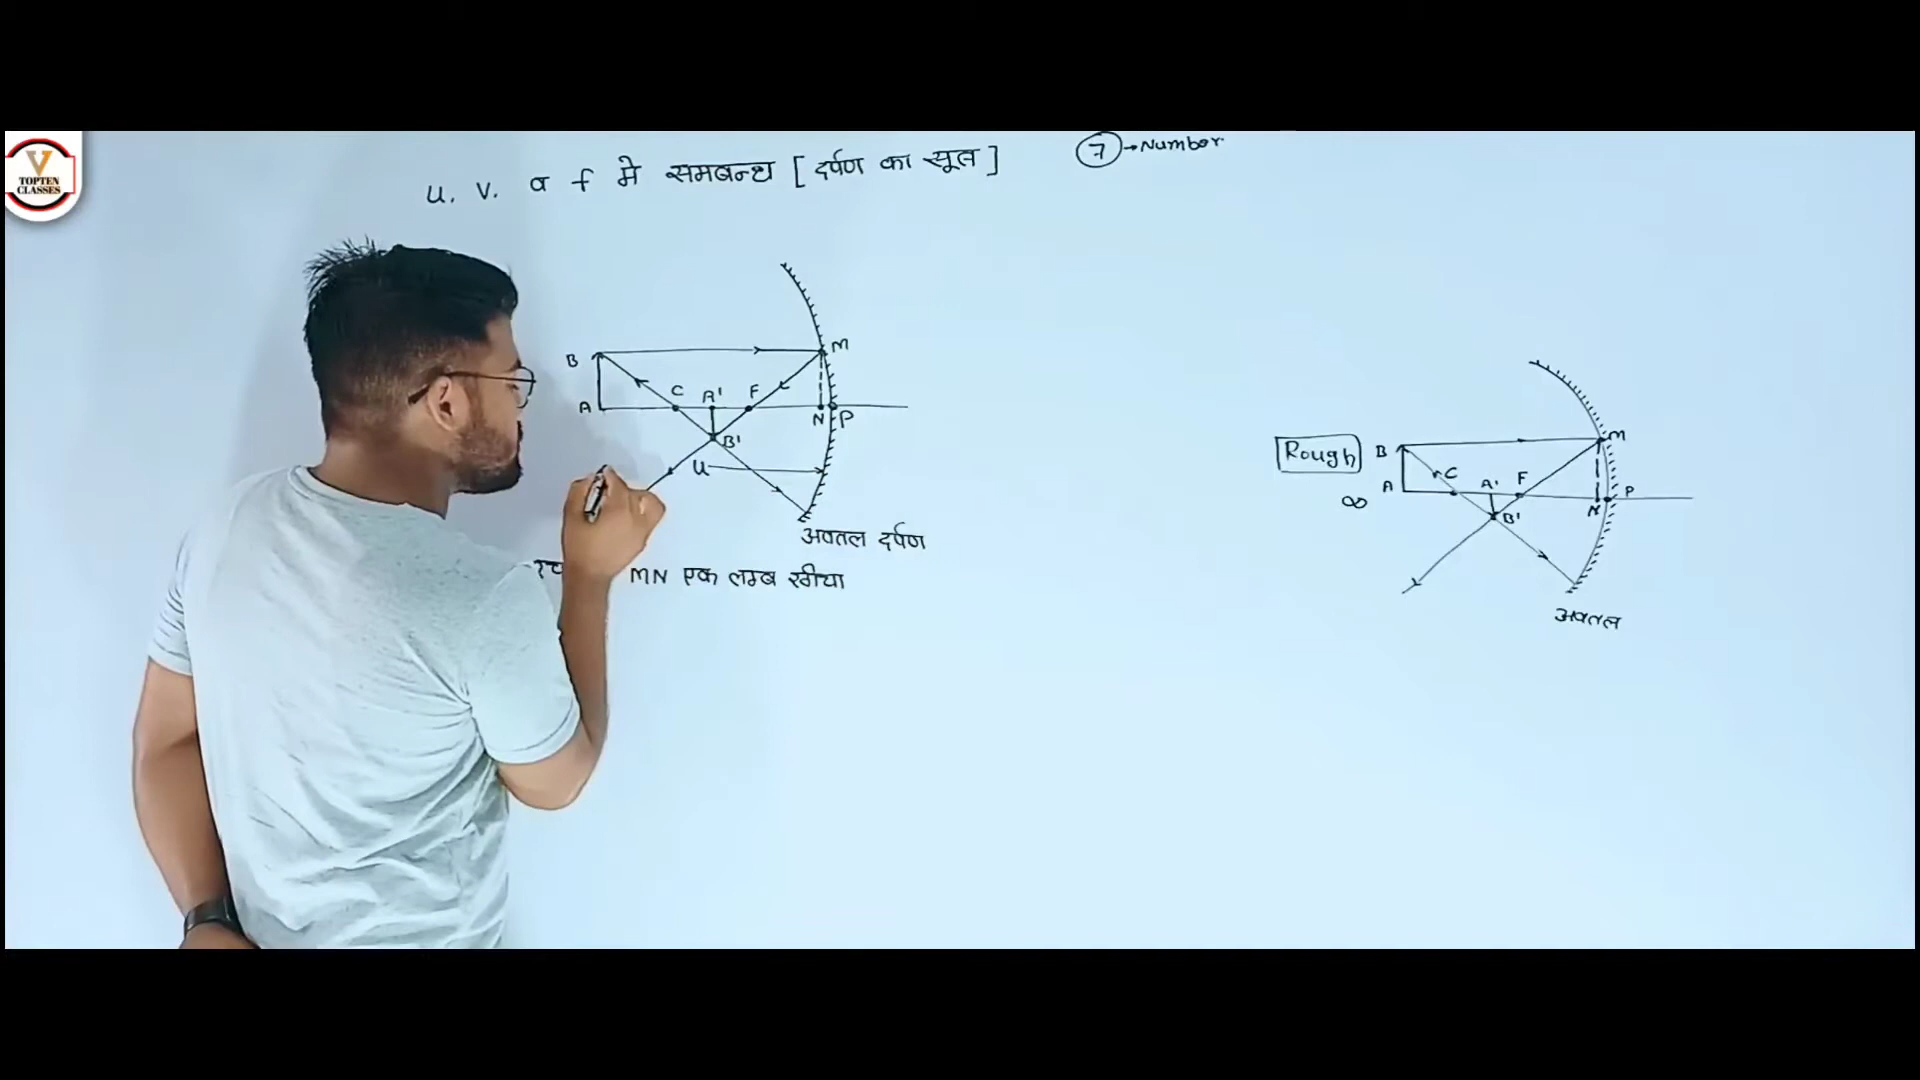 V
TOPTEN
CLASSES
u. v. व f मे समबन्ध [दर्पण का सूत्र]
7 → Number
B
M
C A' F
A
N P
B'
u
अवतल दर्पण
MN एक लम्ब खीचा
Rough
B
M
C A' F
A
P
∞
B' N
अवतल